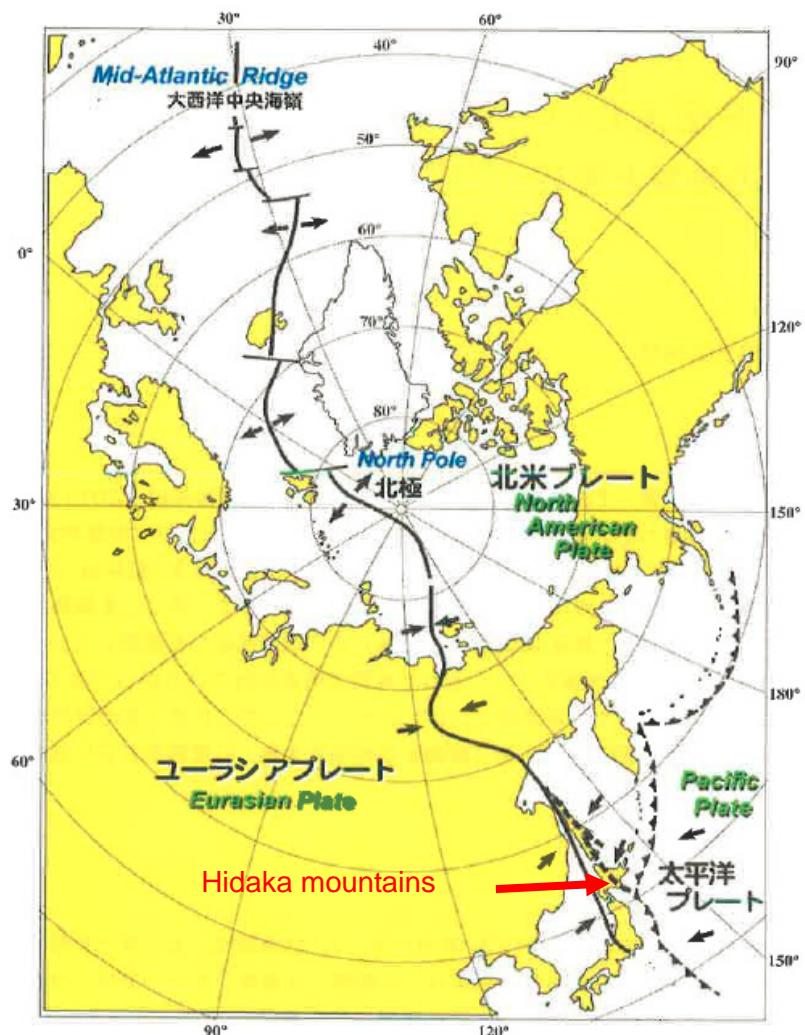 30°
60°
90°
40°
Mid-Atlantic Ridge
大西洋中央海嶺
50°
0°
60°
70°
120°
80°
North Pole
北極
北米プレート
North
American
Plate
30°
150°
180°
60°
ユーラシアプレート
Eurasian Plate
Pacific
Plate
Hidaka mountains
太平洋
プレート
150°
90°
120°